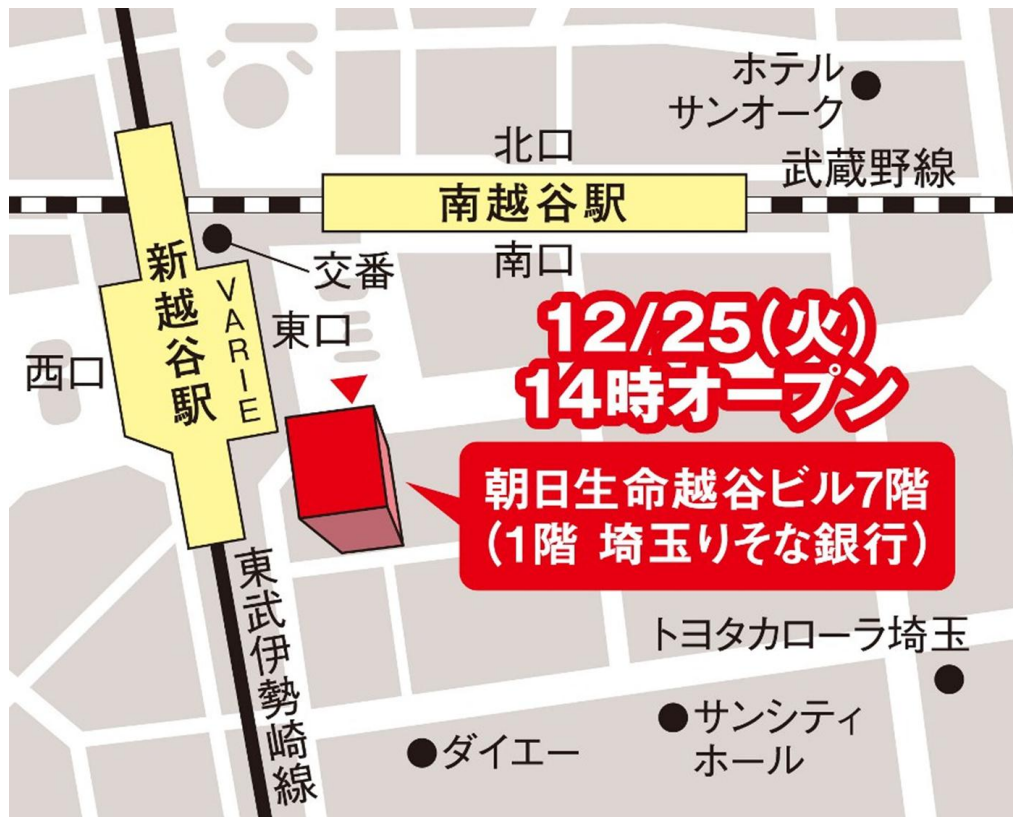 ホテル
サンオーク
北口
武蔵野線
南越谷駅
南口
交番
新越谷駅
VARIE
東口
西口
12/25(火)
14時オープン
朝日生命越谷ビル7階
(1階 埼玉りそな銀行)
東武伊勢崎線
トヨタカローラ埼玉
サンシティ
ホール
ダイエー